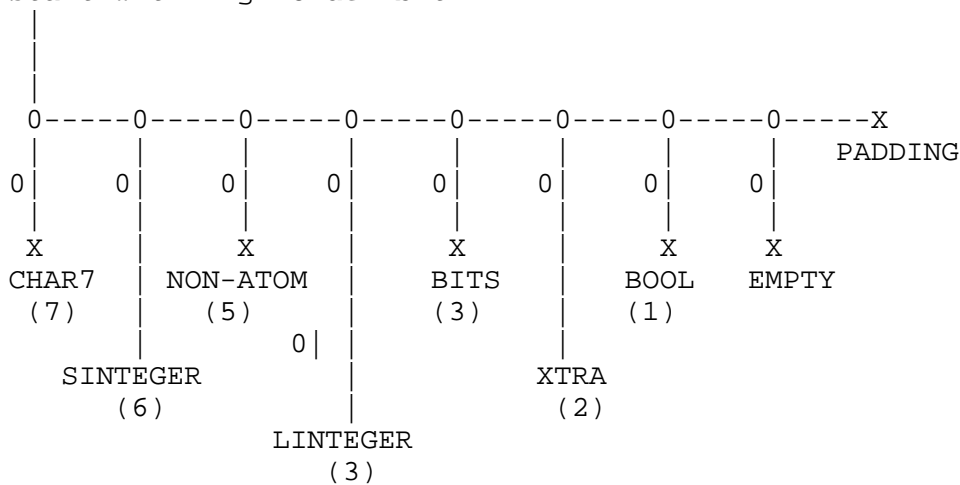 0-----0-----0-----0-----0-----0-----0-----0-----X
PADDING
0| 0| 0| 0| 0| 0| 0| 0|
X X X X X
CHAR7 NON-ATOM BITS BOOL EMPTY
(7) (5) (3) (1)
0|
SINTEGER XTRA
(6) (2)
LINTEGER
(3)